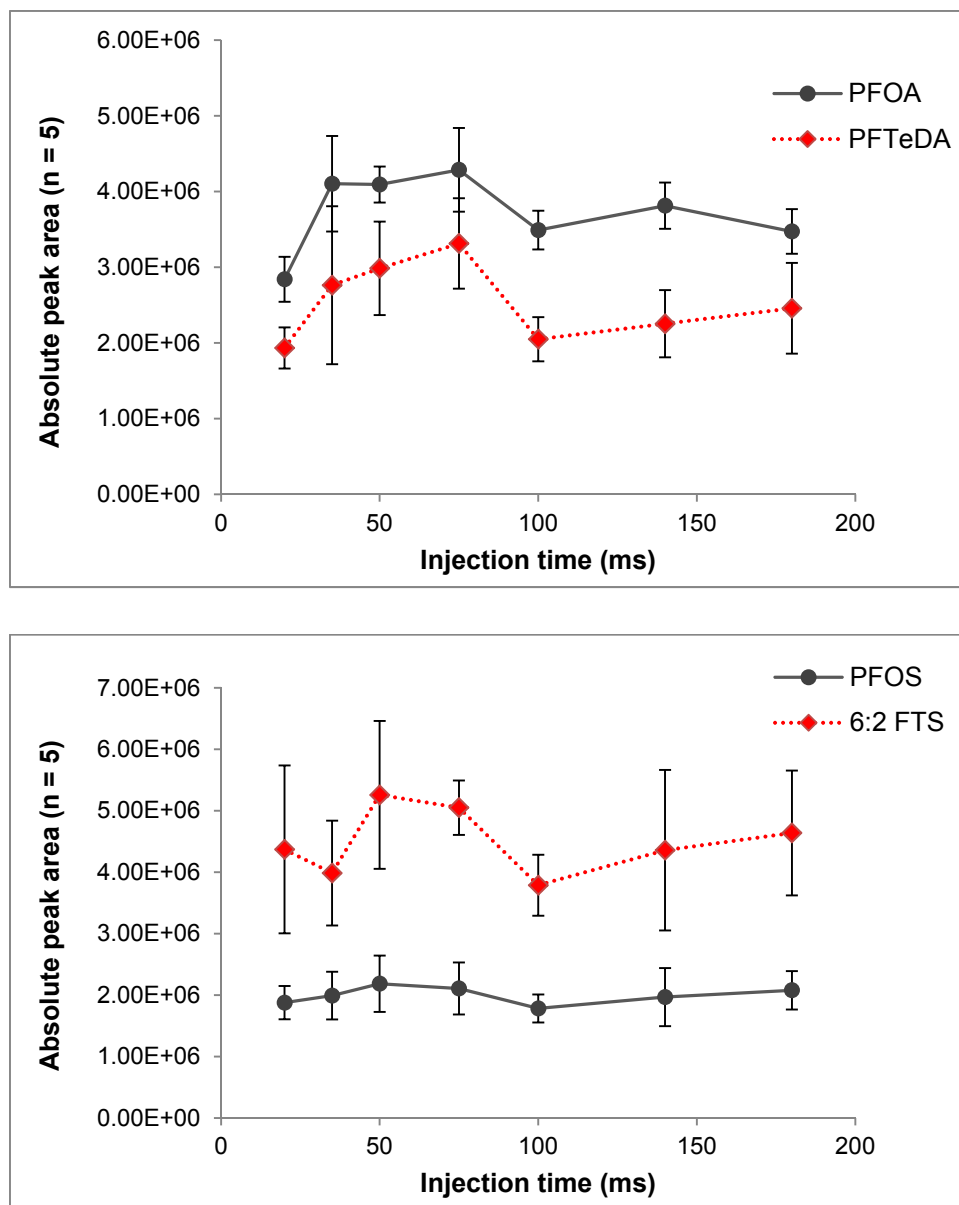 6.00E+06
5.00E+06
4.00E+06
3.00E+06
2.00E+06
1.00E+06
0.00E+00
Absolute peak area (n = 5)
PFOA
PFTeDA
0 50 100 150 200
Injection time (ms)
7.00E+06
6.00E+06
5.00E+06
4.00E+06
3.00E+06
2.00E+06
1.00E+06
0.00E+00
Absolute peak area (n = 5)
PFOS
6:2 FTS
0 50 100 150 200
Injection time (ms)